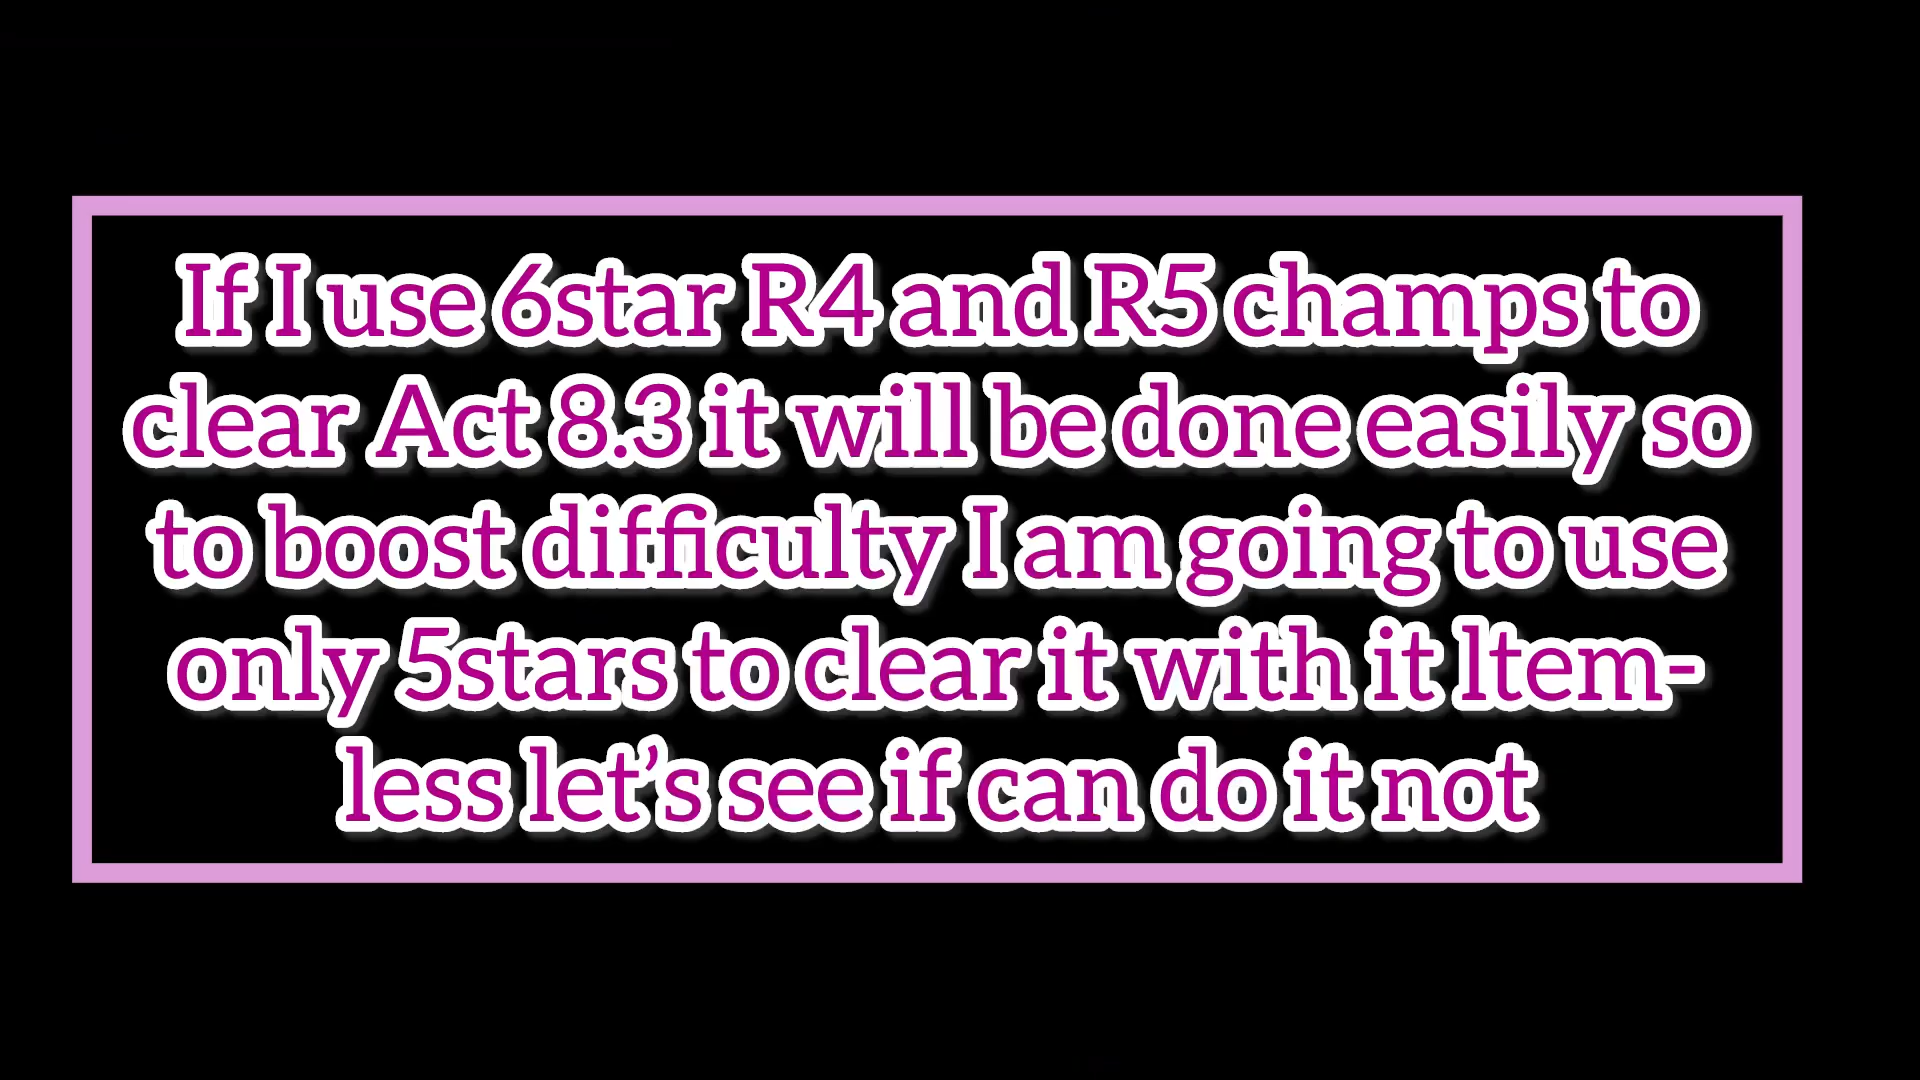 If I use 6star R4 and R5 champs to
clear Act 8.3 it will be done easily so
to boost difficulty I am going to use
only 5stars to clear it with it Item-
less let’s see if can do it not